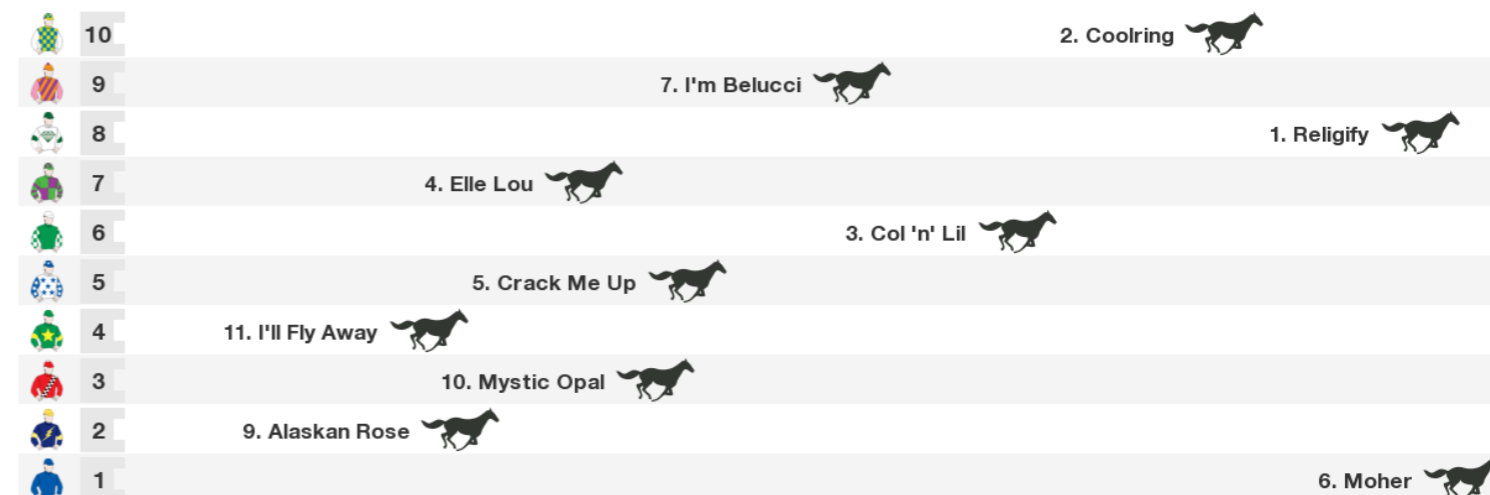 10 2. Coolring
9 7. I'm Belucci
8 1. Religify
7 4. Elle Lou
6 3. Col 'n' Lil
5 5. Crack Me Up
4 11. I'll Fly Away
3 10. Mystic Opal
2 9. Alaskan Rose
1 6. Moher